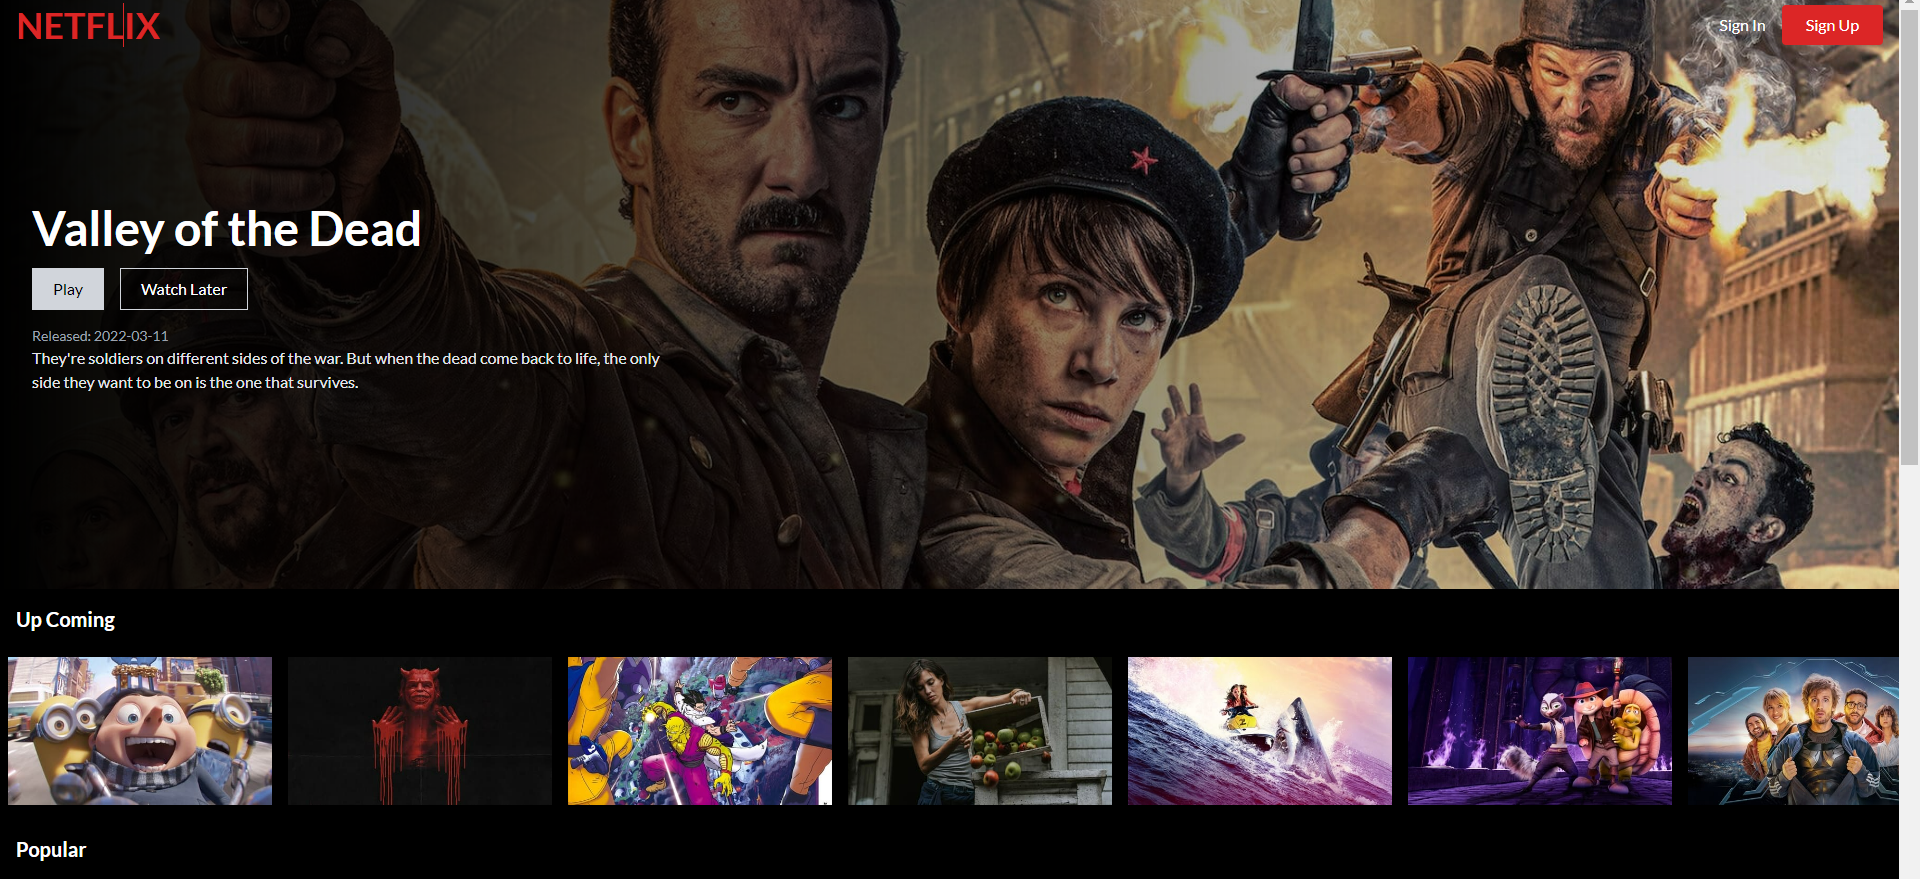 NETFLIX
Sign In
Sign Up
Valley of the Dead
Play
Watch Later
Released: 2022-03-11
They're soldiers on different sides of the war. But when the dead come back to life, the only
side they want to be on is the one that survives.
Up Coming
Popular